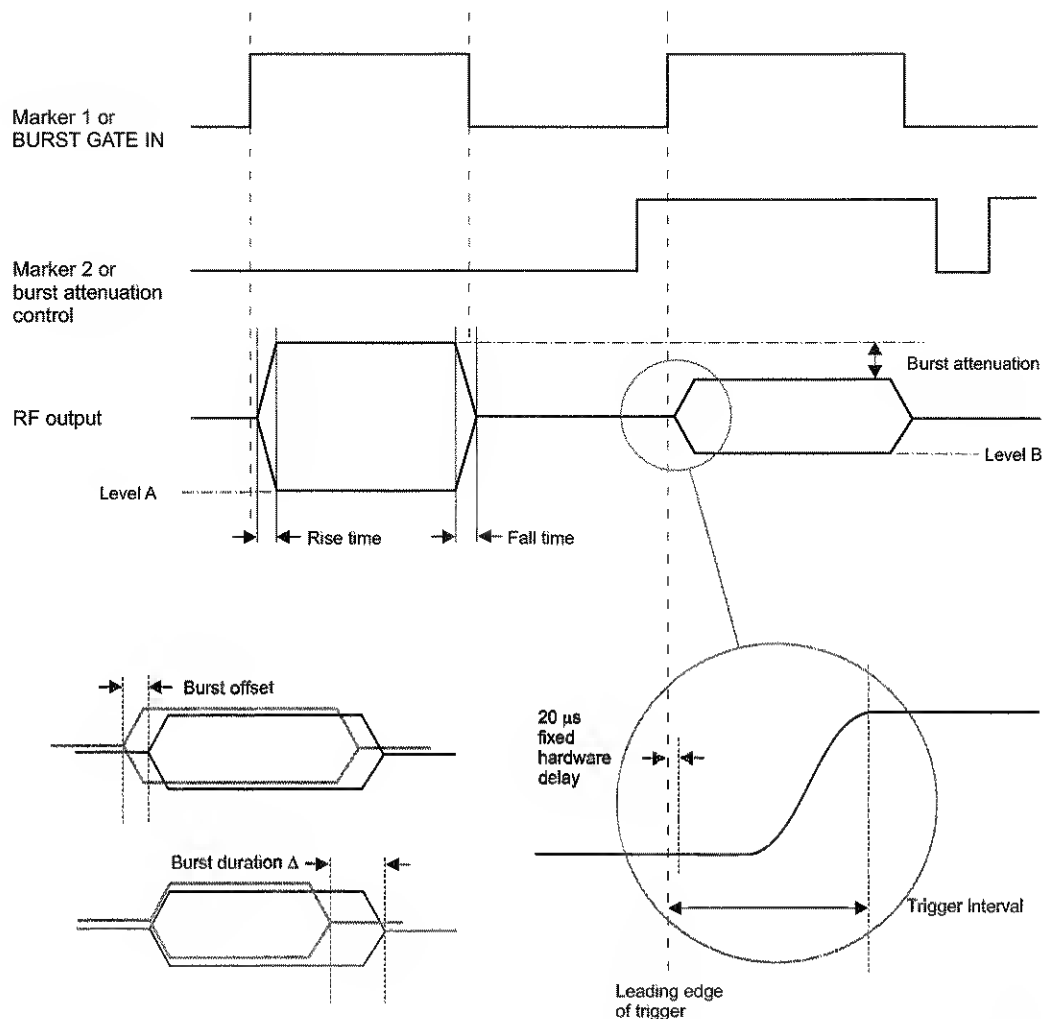 Marker 1 or
BURST GATE IN
Marker 2 or
burst attenuation
control
Burst attenuation
RF output
Level B
Level A
Rise time
Fall time
Burst offset
20 µs
fixed
hardware
delay
Burst duration Δ
Trigger Interval
Leading edge
of trigger